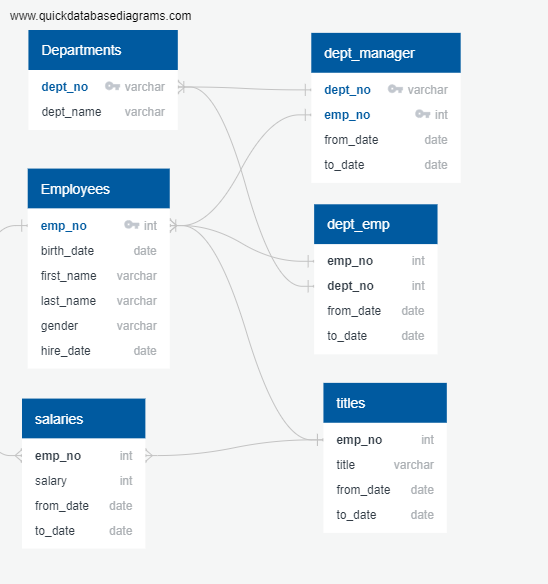 www.quickdatabasediagrams.com
Departments
dept_no varchar
dept_name varchar
dept_manager
dept_no varchar
emp_no int
from_date date
to_date date
Employees
emp_no int
birth_date date
first_name varchar
last_name varchar
gender varchar
hire_date date
dept_emp
emp_no int
dept_no int
from_date date
to_date date
salaries
emp_no int
salary int
from_date date
to_date date
titles
emp_no int
title varchar
from_date date
to_date date